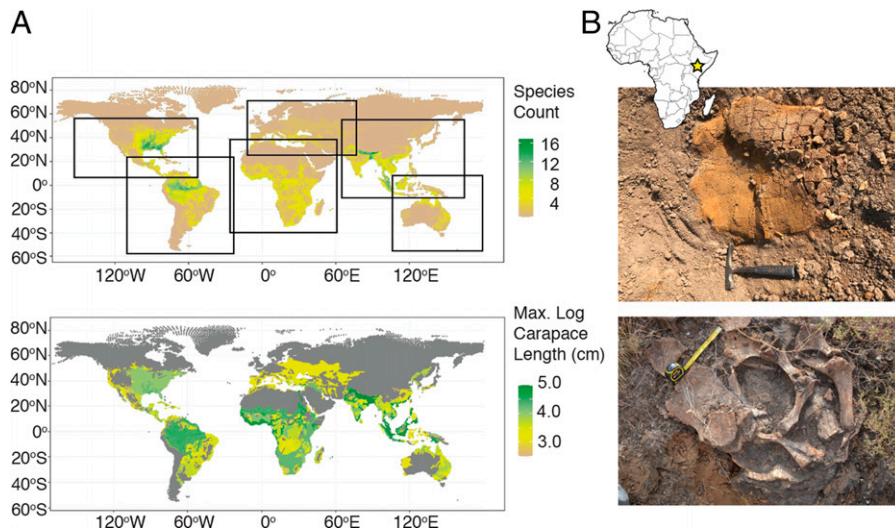 A
B
80°N
60°N
40°N
20°N
0°
20°S
40°S
60°S
120°W
60°W
0°
60°E
120°E
Species
Count
16
12
8
4
80°N
60°N
40°N
20°N
0°
20°S
40°S
60°S
120°W
60°W
0°
60°E
120°E
Max. Log
Carapace
Length (cm)
5.0
4.0
3.0